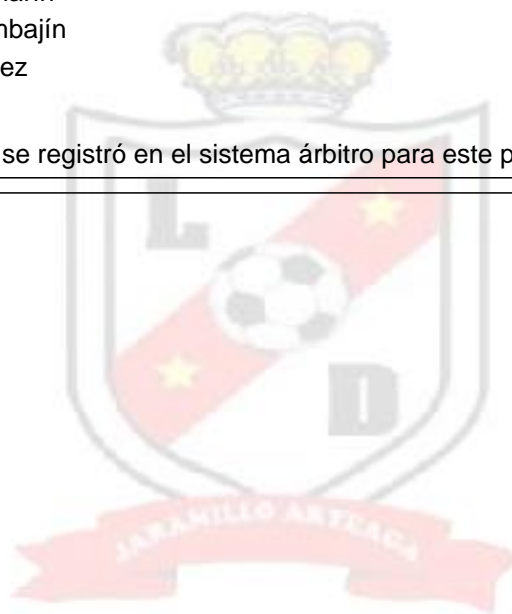 mbajín
ez
se registró en el sistema árbitro para este p
L
D
JARAMILLO ARTEAGA